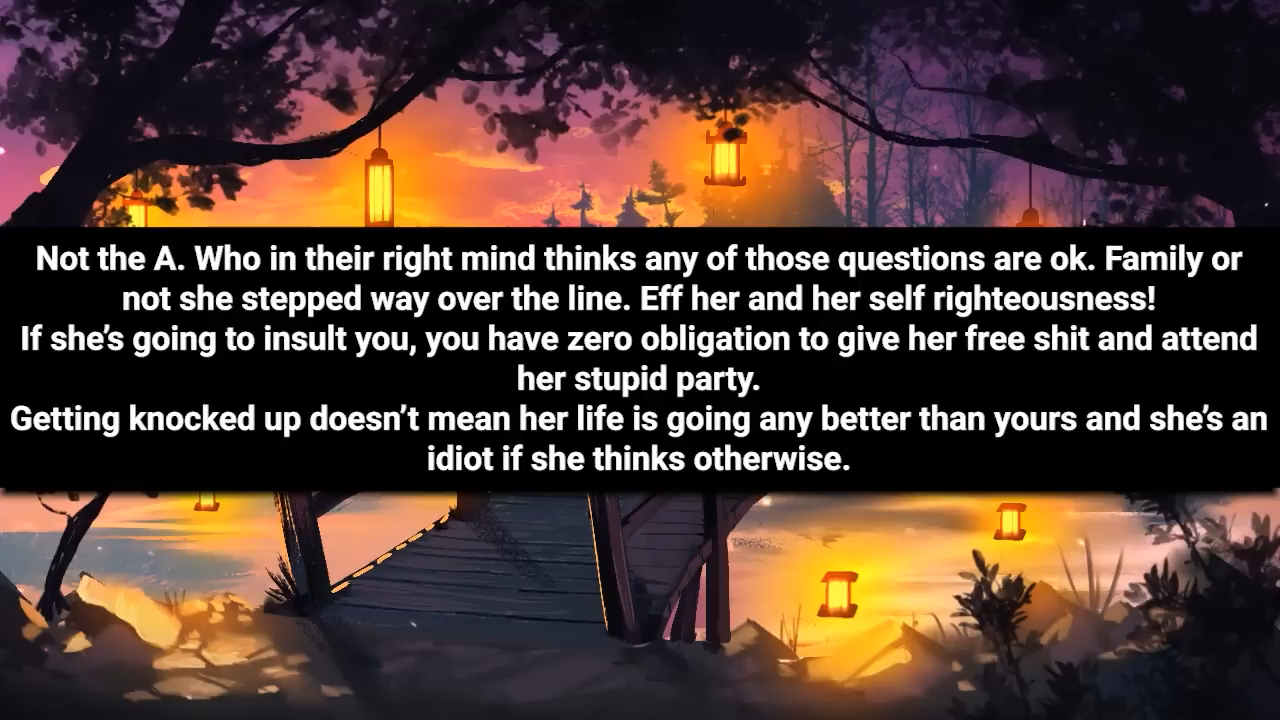 Not the A. Who in their right mind thinks any of those questions are ok. Family or
not she stepped way over the line. Eff her and her self righteousness!
If she’s going to insult you, you have zero obligation to give her free shit and attend
her stupid party.
Getting knocked up doesn’t mean her life is going any better than yours and she’s an
idiot if she thinks otherwise.